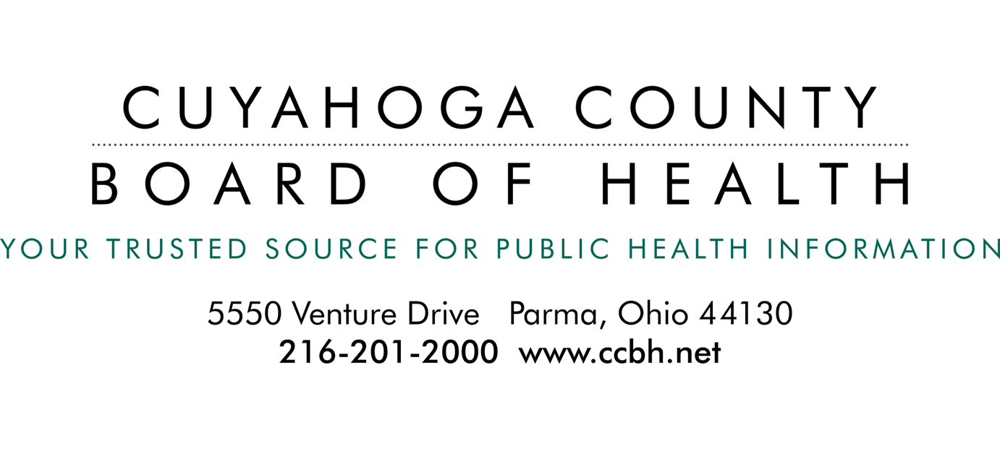 CUYAHOGA COUNTY
BOARD OF HEALTH
YOUR TRUSTED SOURCE FOR PUBLIC HEALTH INFORMATION
5550 Venture Drive Parma, Ohio 44130
216-201-2000 www.ccbh.net